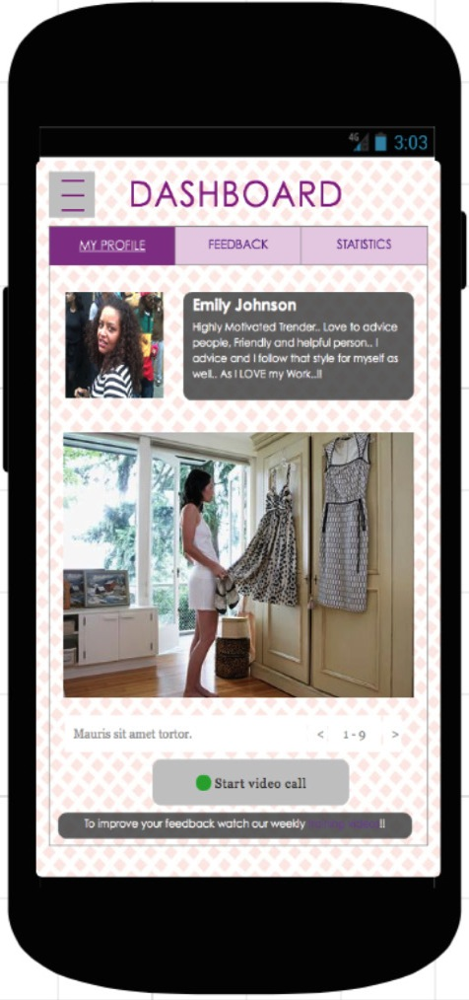 4G 3:03
DASHBOARD
MY PROFILE FEEDBACK STATISTICS
Emily Johnson
Highly Motivated Trender.. Love to advice
people, Friendly and helpful person.. I
advice and I follow that style for myself as
well.. As I LOVE my Work..!!
Mauris sit amet tortor. < 1 - 9 >
Start video call
To improve your feedback watch our weekly !!